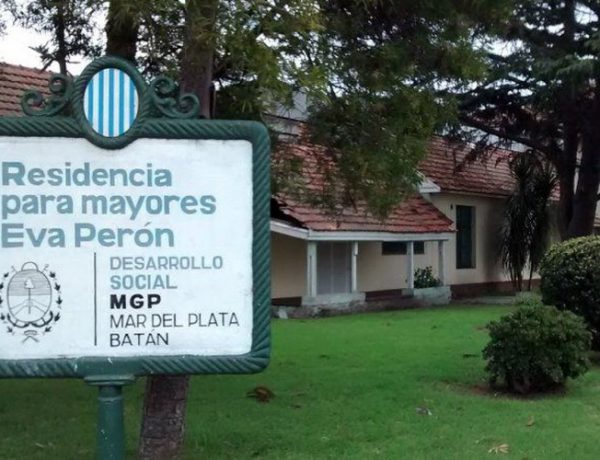 Residencia
para mayores
Eva Perón
DESARROLLO
SOCIAL
MGP
MAR DEL PLATA
BATÁN